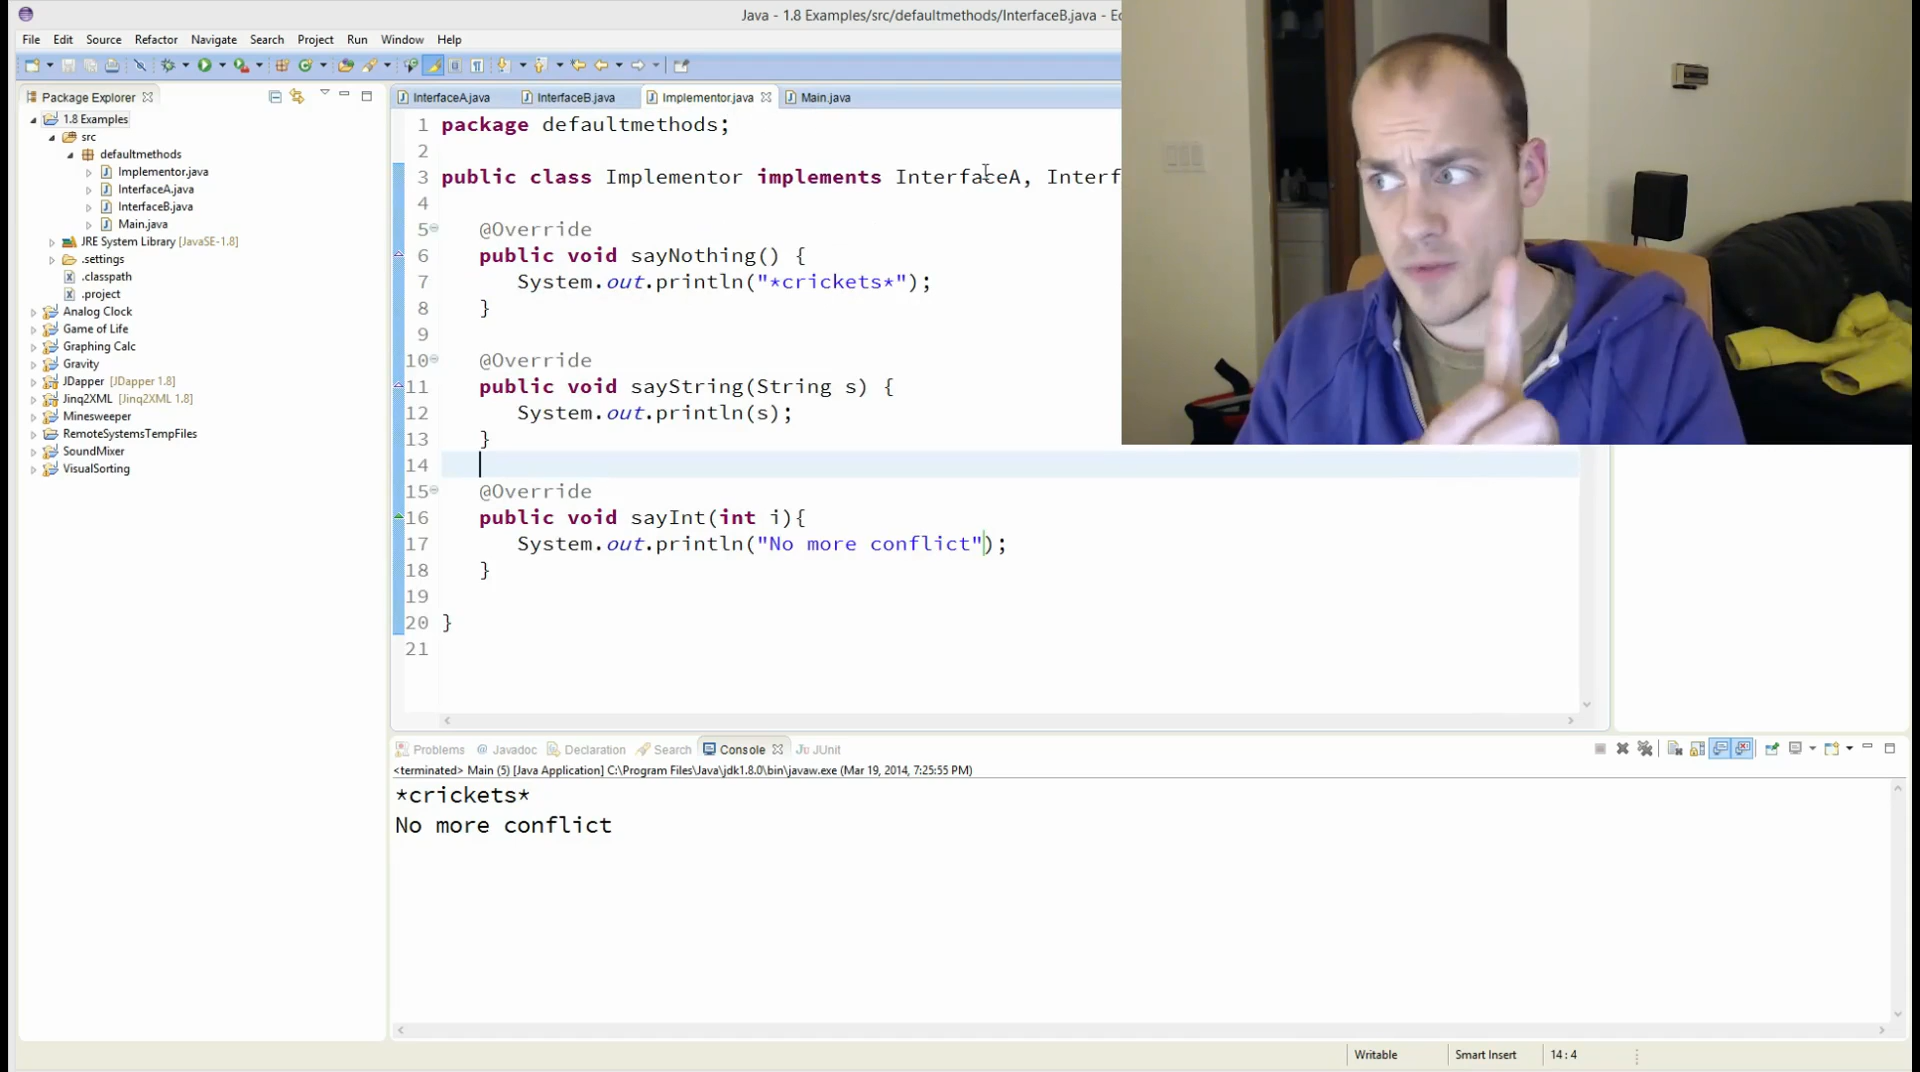 Java - 1.8 Examples/src/defaultmethods/InterfaceB.java - Ec
File Edit Source Refactor Navigate Search Project Run Window Help
Package Explorer
InterfaceA.java InterfaceB.java Implementor.java Main.java
1.8 Examples
src
defaultmethods
Implementor.java
InterfaceA.java
InterfaceB.java
Main.java
JRE System Library [JavaSE-1.8]
.settings
.classpath
.project
Analog Clock
Game of Life
Graphing Calc
Gravity
JDapper [JDapper 1.8]
Jinq2XML [Jinq2XML 1.8]
Minesweeper
RemoteSystemsTempFiles
SoundMixer
VisualSorting
1 package defaultmethods;
2
3 public class Implementor implements InterfaceA, Interf
4
5 @Override
6 public void sayNothing() {
7 System.out.println("*crickets*");
8 }
9
10 @Override
11 public void sayString(String s) {
12 System.out.println(s);
13 }
14
15 @Override
16 public void sayInt(int i){
17 System.out.println("No more conflict");
18 }
19
20 }
21
Problems Javadoc Declaration Search Console JUnit
<terminated> Main (5) [Java Application] C:\Program Files\Java\jdk1.8.0\bin\javaw.exe (Mar 19, 2014, 7:25:55 PM)
*crickets*
No more conflict
Writable Smart Insert 14 : 4